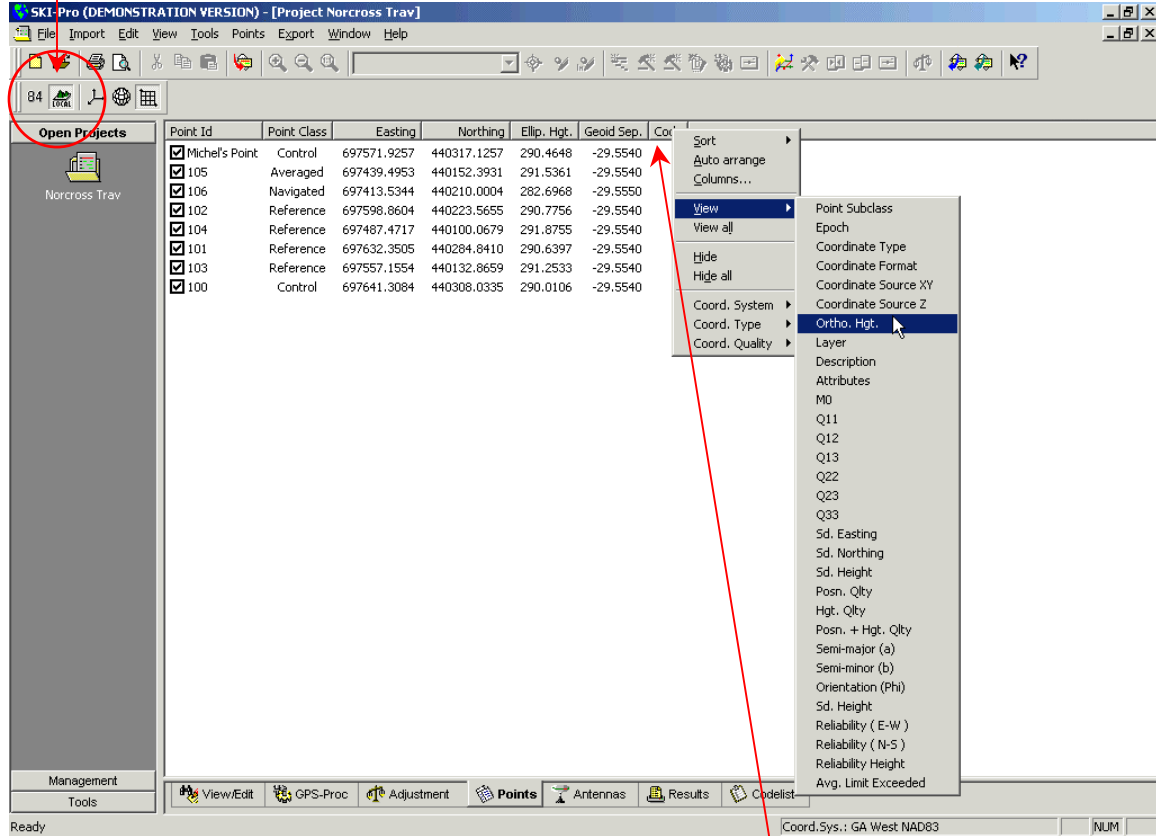 SKI-Pro (DEMONSTRATION VERSION) - [Project Norcross Trav]
File Import Edit View Tools Points Export Window Help
84 LOCAL
Open Projects
Norcross Trav
Management
Tools
Point Id Point Class Easting Northing Ellip. Hgt. Geoid Sep.
Michel's Point Control 697571.9257 440317.1257 290.4648 -29.5540
105 Averaged 697439.4953 440152.3931 291.5361 -29.5540
106 Navigated 697413.5344 440210.0004 282.6968 -29.5550
102 Reference 697598.8604 440223.5655 290.7756 -29.5540
104 Reference 697487.4717 440100.0679 291.8755 -29.5540
101 Reference 697632.3505 440284.8410 290.6397 -29.5540
103 Reference 697557.1554 440132.8659 291.2533 -29.5540
100 Control 697641.3084 440308.0335 290.0106 -29.5540
Sort
Auto arrange
Columns...
View
View all
Hide
Hide all
Coord. System
Coord. Type
Coord. Quality
Point Subclass
Epoch
Coordinate Type
Coordinate Format
Coordinate Source XY
Coordinate Source Z
Ortho. Hgt.
Layer
Description
Attributes
M0
Q11
Q12
Q13
Q22
Q23
Q33
Sd. Easting
Sd. Northing
Sd. Height
Posn. Qlty
Hgt. Qlty
Posn. + Hgt. Qlty
Semi-major (a)
Semi-minor (b)
Orientation (Phi)
Sd. Height
Reliability ( E-W )
Reliability ( N-S )
Reliability Height
Avg. Limit Exceeded
View/Edit GPS-Proc Adjustment Points Antennas Results Codelist
Ready Coord.Sys.: GA West NAD83 NUM